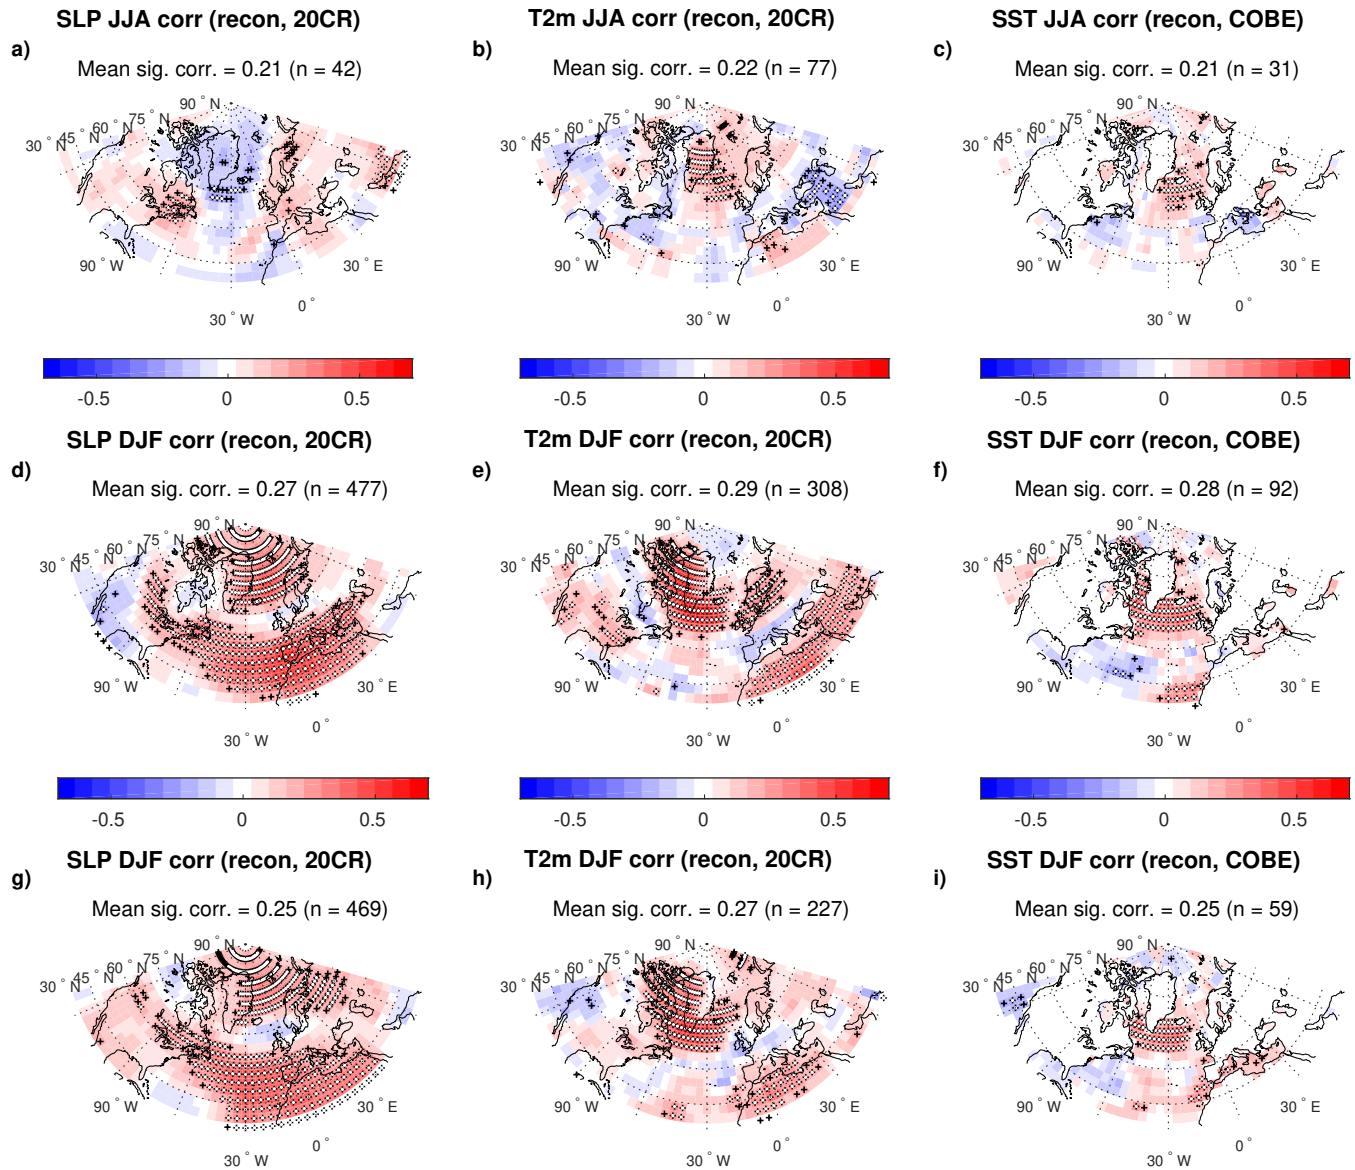 SLP JJA corr (recon, 20CR)
a)
Mean sig. corr. = 0.21 (n = 42)
90° N
75° N
60° N
45° N
30° N
90° W
30° W
0°
30° E
-0.5 0 0.5
T2m JJA corr (recon, 20CR)
b)
Mean sig. corr. = 0.22 (n = 77)
90° N
75° N
60° N
45° N
30° N
90° W
30° W
0°
30° E
-0.5 0 0.5
SST JJA corr (recon, COBE)
c)
Mean sig. corr. = 0.21 (n = 31)
90° N
75° N
60° N
45° N
30° N
90° W
30° W
0°
30° E
-0.5 0 0.5
SLP DJF corr (recon, 20CR)
d)
Mean sig. corr. = 0.27 (n = 477)
90° N
75° N
60° N
45° N
30° N
90° W
30° W
0°
30° E
-0.5 0 0.5
T2m DJF corr (recon, 20CR)
e)
Mean sig. corr. = 0.29 (n = 308)
90° N
75° N
60° N
45° N
30° N
90° W
30° W
0°
30° E
-0.5 0 0.5
SST DJF corr (recon, COBE)
f)
Mean sig. corr. = 0.28 (n = 92)
90° N
75° N
60° N
45° N
30° N
90° W
30° W
0°
30° E
-0.5 0 0.5
SLP DJF corr (recon, 20CR)
g)
Mean sig. corr. = 0.25 (n = 469)
90° N
75° N
60° N
45° N
30° N
90° W
30° W
0°
30° E
T2m DJF corr (recon, 20CR)
h)
Mean sig. corr. = 0.27 (n = 227)
90° N
75° N
60° N
45° N
30° N
90° W
30° W
0°
30° E
SST DJF corr (recon, COBE)
i)
Mean sig. corr. = 0.25 (n = 59)
90° N
75° N
60° N
45° N
30° N
90° W
30° W
0°
30° E